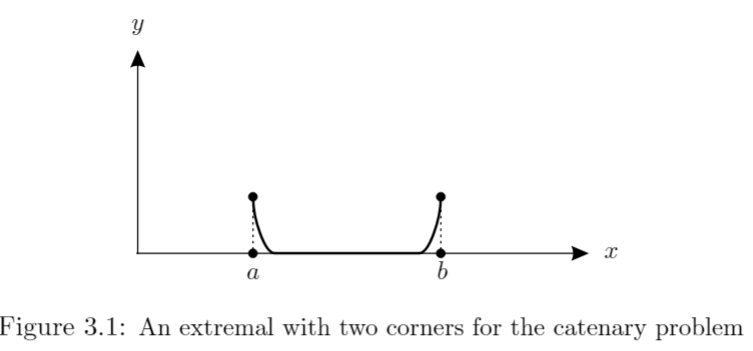 y
x
a
b
Figure 3.1: An extremal with two corners for the catenary problem